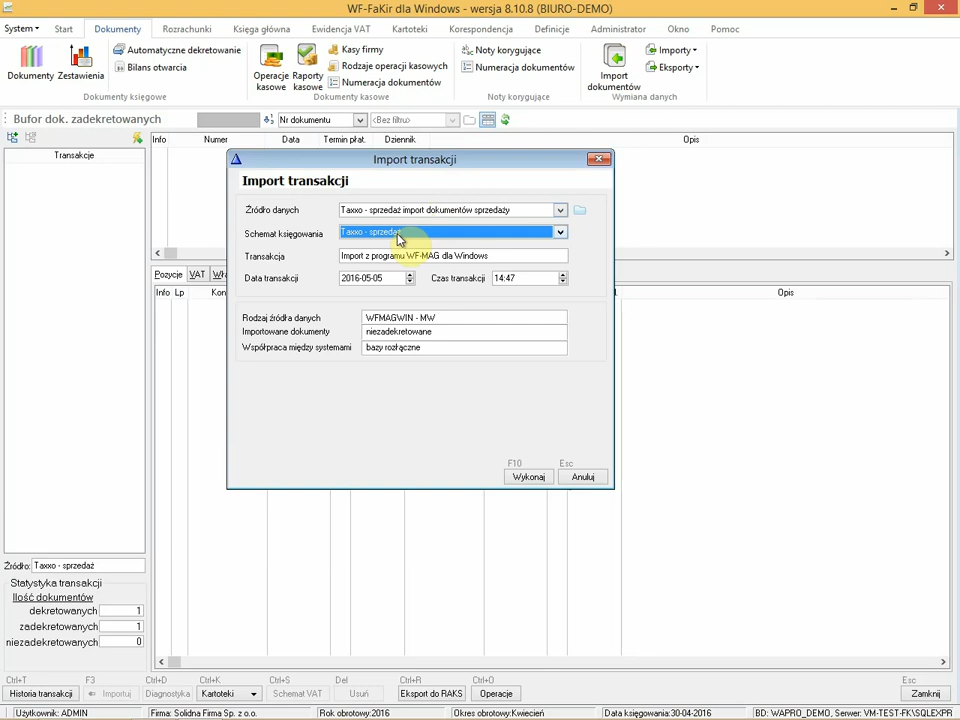 WF-FaKir dla Windows - wersja 8.10.8 (BIURO-DEMO)
System Start Dokumenty Rozrachunki Księga główna Ewidencja VAT Kartoteki Korespondencja Definicje Administrator Okno Pomoc
Automatyczne dekretowanie
Bilans otwarcia
Dokumenty Zestawienia
Dokumenty księgowe
Operacje kasowe
Raporty kasowe
Kasy firmy
Rodzaje operacji kasowych
Numeracja dokumentów
Dokumenty kasowe
Noty korygujące
Numeracja dokumentów
Noty korygujące
Import dokumentów
Importy
Eksporty
Wymiana danych
Bufor dok. zadekretowanych
Nr dokumentu
<Bez filtru>
Transakcje
Info Numer Data Termin płat. Dziennik Opis
Import transakcji
Import transakcji
Źródło danych Taxxo - sprzedaż import dokumentów sprzedaży
Schemat księgowania Taxxo - sprzedaż
Transakcja Import z programu WF-MAG dla Windows
Data transakcji 2016-05-05 Czas transakcji 14:47
Rodzaj źródła danych WFMAGWIN - MW
Importowane dokumenty niezadekretowane
Współpraca między systemami bazy rozłączne
F10 Esc
Wykonaj Anuluj
Pozycje VAT
Info Lp Opis
Źródło: Taxxo - sprzedaż
Statystyka transakcji
Ilość dokumentów
dekretowanych 1
zadekretowanych 1
niezadekretowanych 0
Ctrl+T F3 Ctrl+D Ctrl+K Ctrl+S Del Ctrl+R Ctrl+O Esc
Historia transakcji Importuj Diagnostyka Kartoteki Schemat VAT Usuń Eksport do RAKS Operacje Zamknij
Użytkownik: ADMIN Firma: Solidna Firma Sp. z o.o. Rok obrotowy:2016 Okres obrotowy:Kwiecień Data księgowania:30-04-2016 BD: WAPRO_DEMO, MS: VM-TEST-FK\SQLEXPR